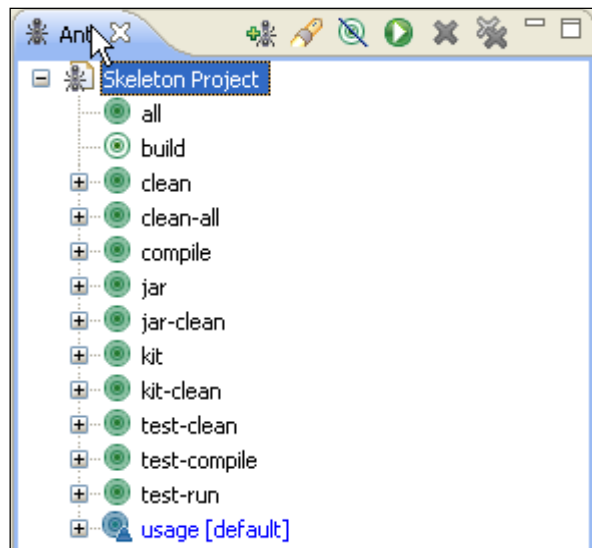 Ant
Skeleton Project
all
build
clean
clean-all
compile
jar
jar-clean
kit
kit-clean
test-clean
test-compile
test-run
usage [default]